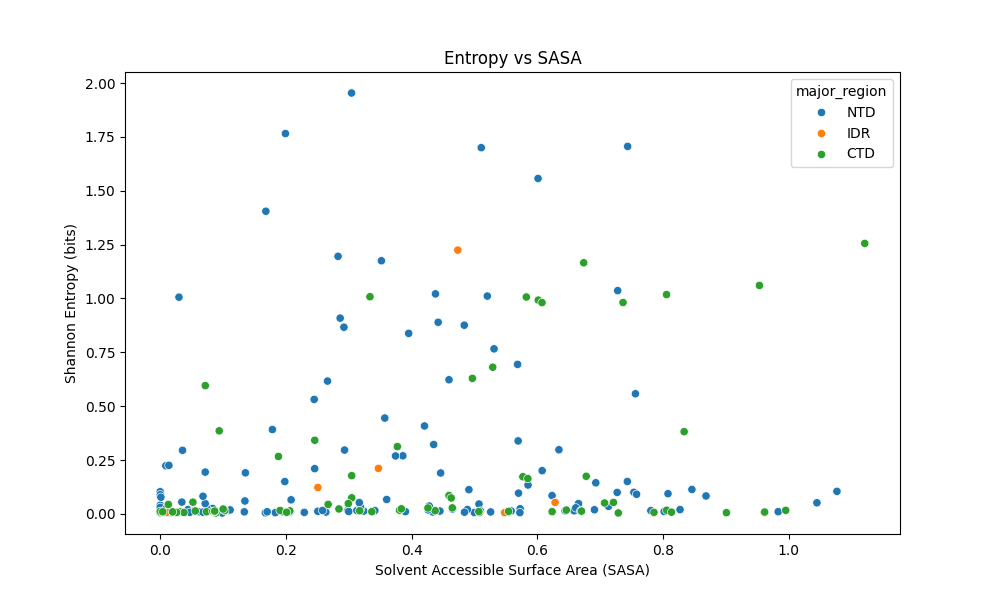 Entropy vs SASA
major_region
NTD
IDR
CTD
Shannon Entropy (bits)
2.00
1.75
1.50
1.25
1.00
0.75
0.50
0.25
0.00
0.0 0.2 0.4 0.6 0.8 1.0
Solvent Accessible Surface Area (SASA)